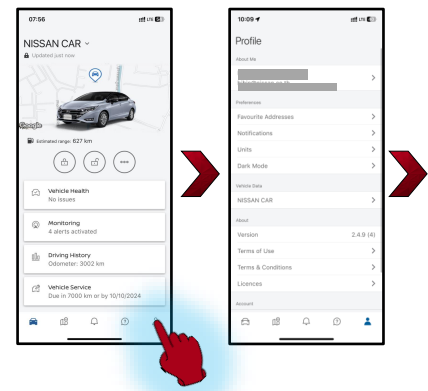 07:56
LTE
NISSAN CAR
Updated just now
Google
Estimated range: 627 km
Vehicle Health
No issues
Monitoring
4 alerts activated
Driving History
Odometer: 3002 km
Vehicle Service
Due in 7000 km or by 10/10/2024
10:09
LTE
Profile
About Me
Preferences
Favourite Addresses
Notifications
Units
Dark Mode
Vehicle Data
NISSAN CAR
About
Version 2.4.9 (4)
Terms of Use
Terms & Conditions
Licences
Account